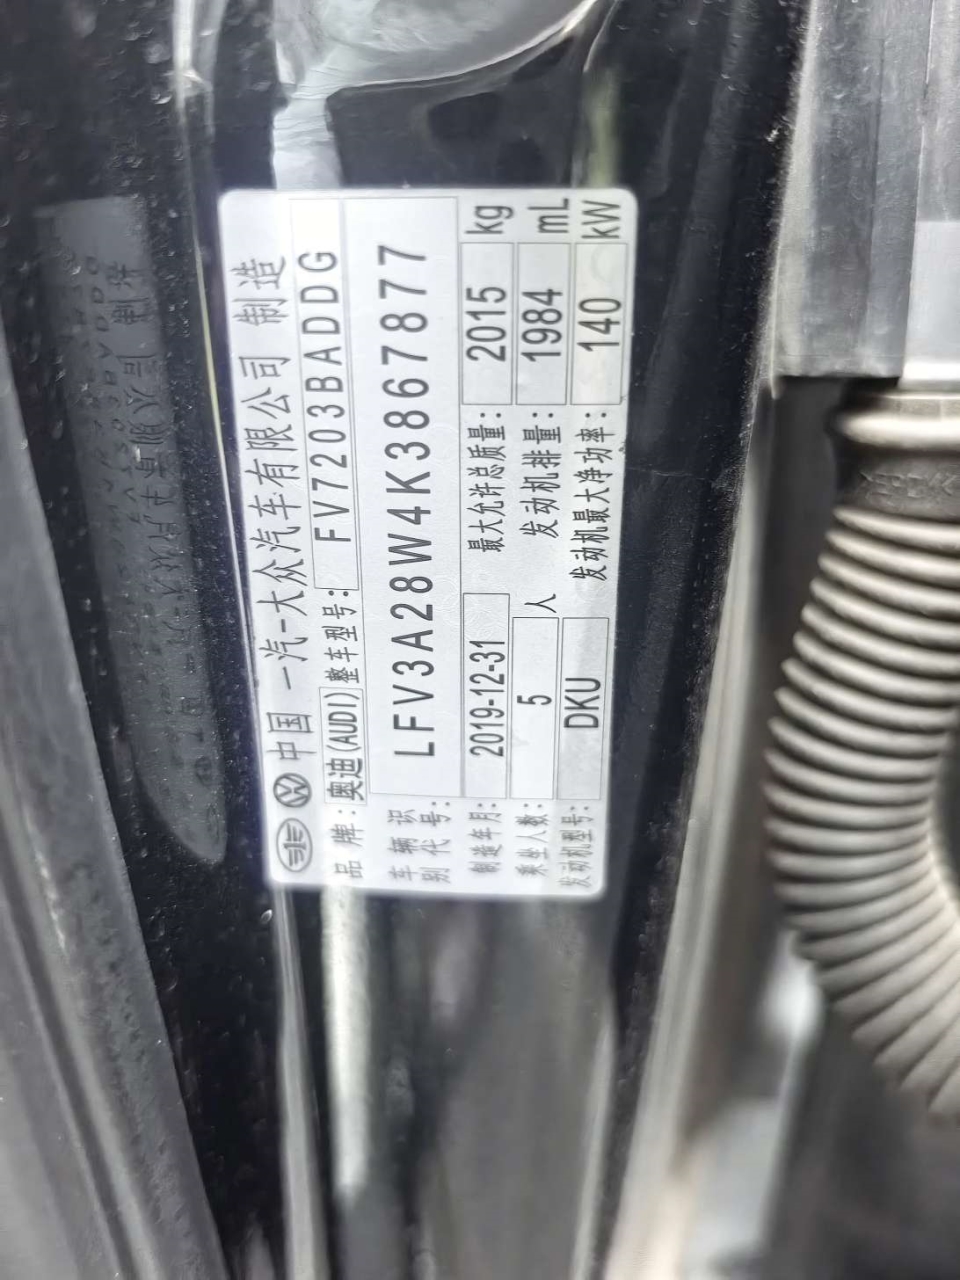 中国 一汽-大众汽车有限公司 制造
品牌: 奥迪(AUDI) 整车型号: FV7203BADDG
车辆识别代号: LFV3A28W4K3867877
制造年月: 2019-12-31 最大允许总质量: 2015 kg
乘坐人数: 5 人 发动机排量: 1984 mL
发动机型号: DKU 发动机最大净功率: 140 kW